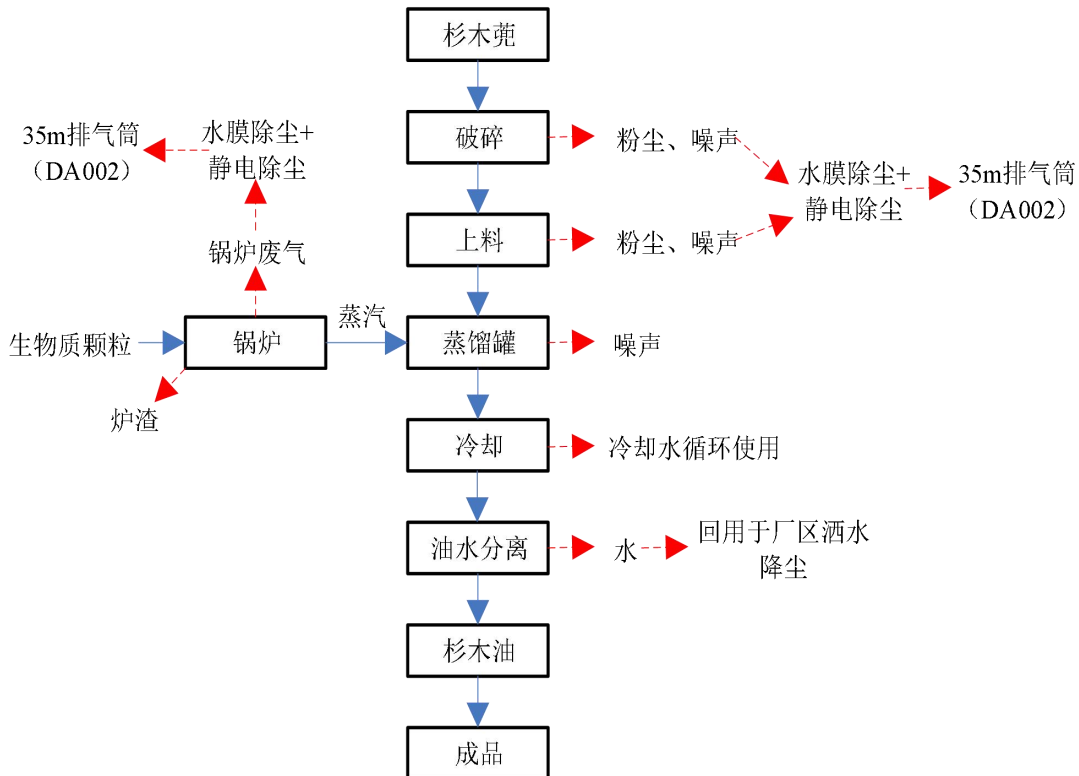 杉木蔸
35m排气筒
（DA002）
水膜除尘+
静电除尘
破碎
粉尘、噪声
水膜除尘+
静电除尘
35m排气筒
（DA002）
锅炉废气
上料
粉尘、噪声
生物质颗粒
锅炉
蒸汽
蒸馏罐
噪声
炉渣
冷却
冷却水循环使用
油水分离
水
回用于厂区洒水
降尘
杉木油
成品